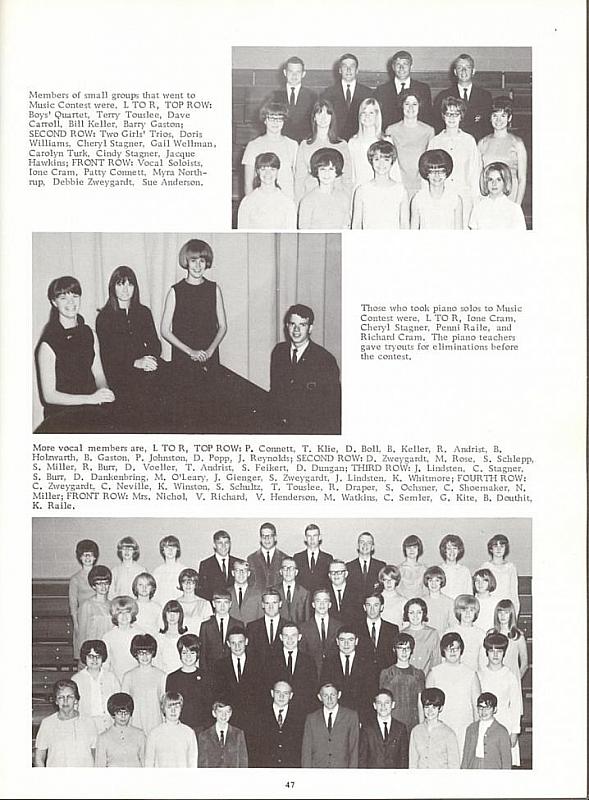 Members of small groups that went to
Music Contest were, L TO R, TOP ROW:
Boys' Quartet, Terry Touslee, Dave
Carroll, Bill Keller, Barry Gaston;
SECOND ROW: Two Girls' Trios, Doris
Williams, Cheryl Stagner, Gail Wellman,
Carolyn Turk, Cindy Stagner, Jacque
Hawkins; FRONT ROW: Vocal Soloists,
Ione Cram, Patty Connett, Myra North-
rup, Debbie Zweygardt, Sue Anderson.
Those who took piano solos to Music
Contest were, L TO R, Ione Cram,
Cheryl Stagner, Penni Raile, and
Richard Cram. The piano teachers
gave tryouts for eliminations before
the contest.
More vocal members are, L TO R, TOP ROW: P. Connett, T. Klie, D. Boll, B. Keller, R. Andrist, B.
Holzwarth, B. Gaston, P. Johnston, D. Popp, J. Reynolds; SECOND ROW: D. Zweygardt, M. Rose, S. Schlepp,
S. Miller, R. Burr, D. Voeller, T. Andrist, S. Feikert, D. Dungan; THIRD ROW: J. Lindsten, C. Stagner,
S. Burr, D. Dankenbring, M. O'Leary, J. Gienger, S. Zweygardt, J. Lindsten, K. Whitmore; FOURTH ROW:
C. Zweygardt, C. Neville, K. Winston, S. Schultz, T. Touslee, R. Draper, S. Ochsner, C. Shoemaker, N.
Miller; FRONT ROW: Mrs. Nichol, V. Richard, V. Henderson, M. Watkins, C. Semler, G. Kite, B. Douthit,
K. Raile.
47